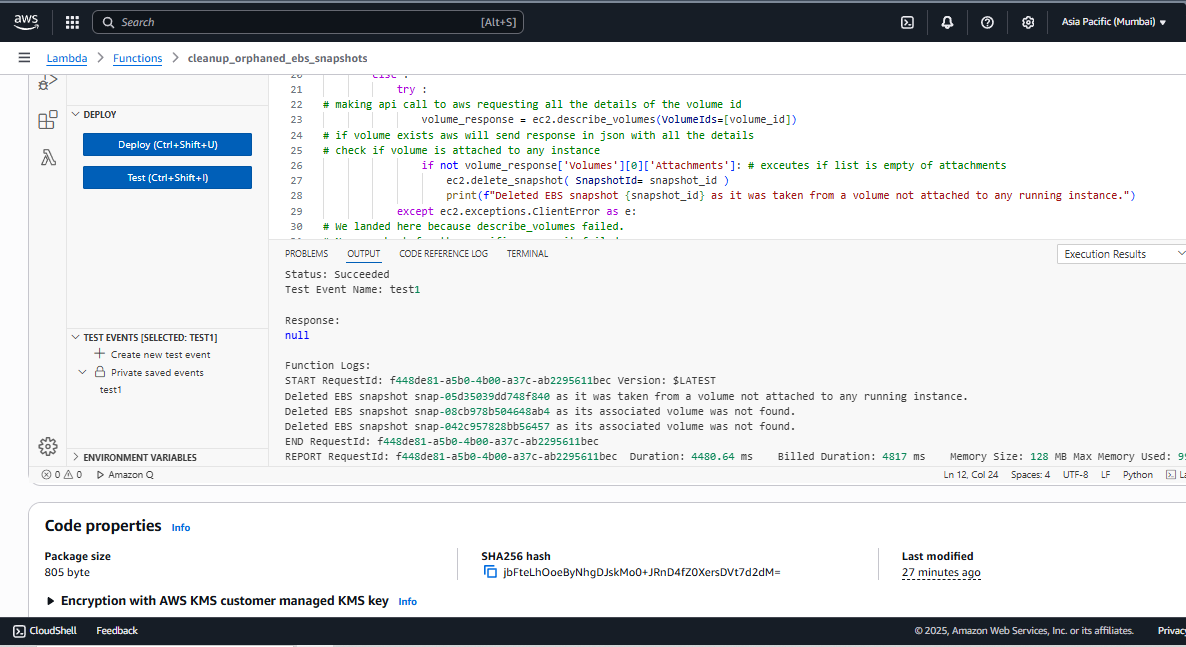 aws
Search
[Alt+S]
Asia Pacific (Mumbai)
Lambda
Functions
cleanup_orphaned_ebs_snapshots
DEPLOY
Deploy (Ctrl+Shift+U)
Test (Ctrl+Shift+I)
else :
21 try :
22 # making api call to aws requesting all the details of the volume id
23 volume_response = ec2.describe_volumes(VolumeIds=[volume_id])
24 # if volume exists aws will send response in json with all the details
25 # check if volume is attached to any instance
26 if not volume_response['Volumes'][0]['Attachments']: # exceutes if list is empty of attachments
27 ec2.delete_snapshot( SnapshotId= snapshot_id )
28 print(f"Deleted EBS snapshot {snapshot_id} as it was taken from a volume not attached to any running instance.")
29 except ec2.exceptions.ClientError as e:
30 # We landed here because describe_volumes failed.
PROBLEMS
OUTPUT
CODE REFERENCE LOG
TERMINAL
Execution Results
Status: Succeeded
Test Event Name: test1
Response:
null
Function Logs:
START RequestId: f448de81-a5b0-4b00-a37c-ab2295611bec Version: $LATEST
Deleted EBS snapshot snap-05d35039dd748f840 as it was taken from a volume not attached to any running instance.
Deleted EBS snapshot snap-08cb978b504648ab4 as its associated volume was not found.
Deleted EBS snapshot snap-042c957828bb56457 as its associated volume was not found.
END RequestId: f448de81-a5b0-4b00-a37c-ab2295611bec
REPORT RequestId: f448de81-a5b0-4b00-a37c-ab2295611bec Duration: 4480.64 ms Billed Duration: 4817 ms Memory Size: 128 MB Max Memory Used: 
TEST EVENTS [SELECTED: TEST1]
Create new test event
Private saved events
test1
ENVIRONMENT VARIABLES
0 0 Amazon Q
Ln 12, Col 24 Spaces: 4 UTF-8 LF Python
Code properties Info
Package size
805 byte
SHA256 hash
jbFteLhOoeByNhgDJskMo0+JRnD4fZ0XersDVt7d2dM=
Last modified
27 minutes ago
Encryption with AWS KMS customer managed KMS key Info
CloudShell
Feedback
© 2025, Amazon Web Services, Inc. or its affiliates.
Privacy